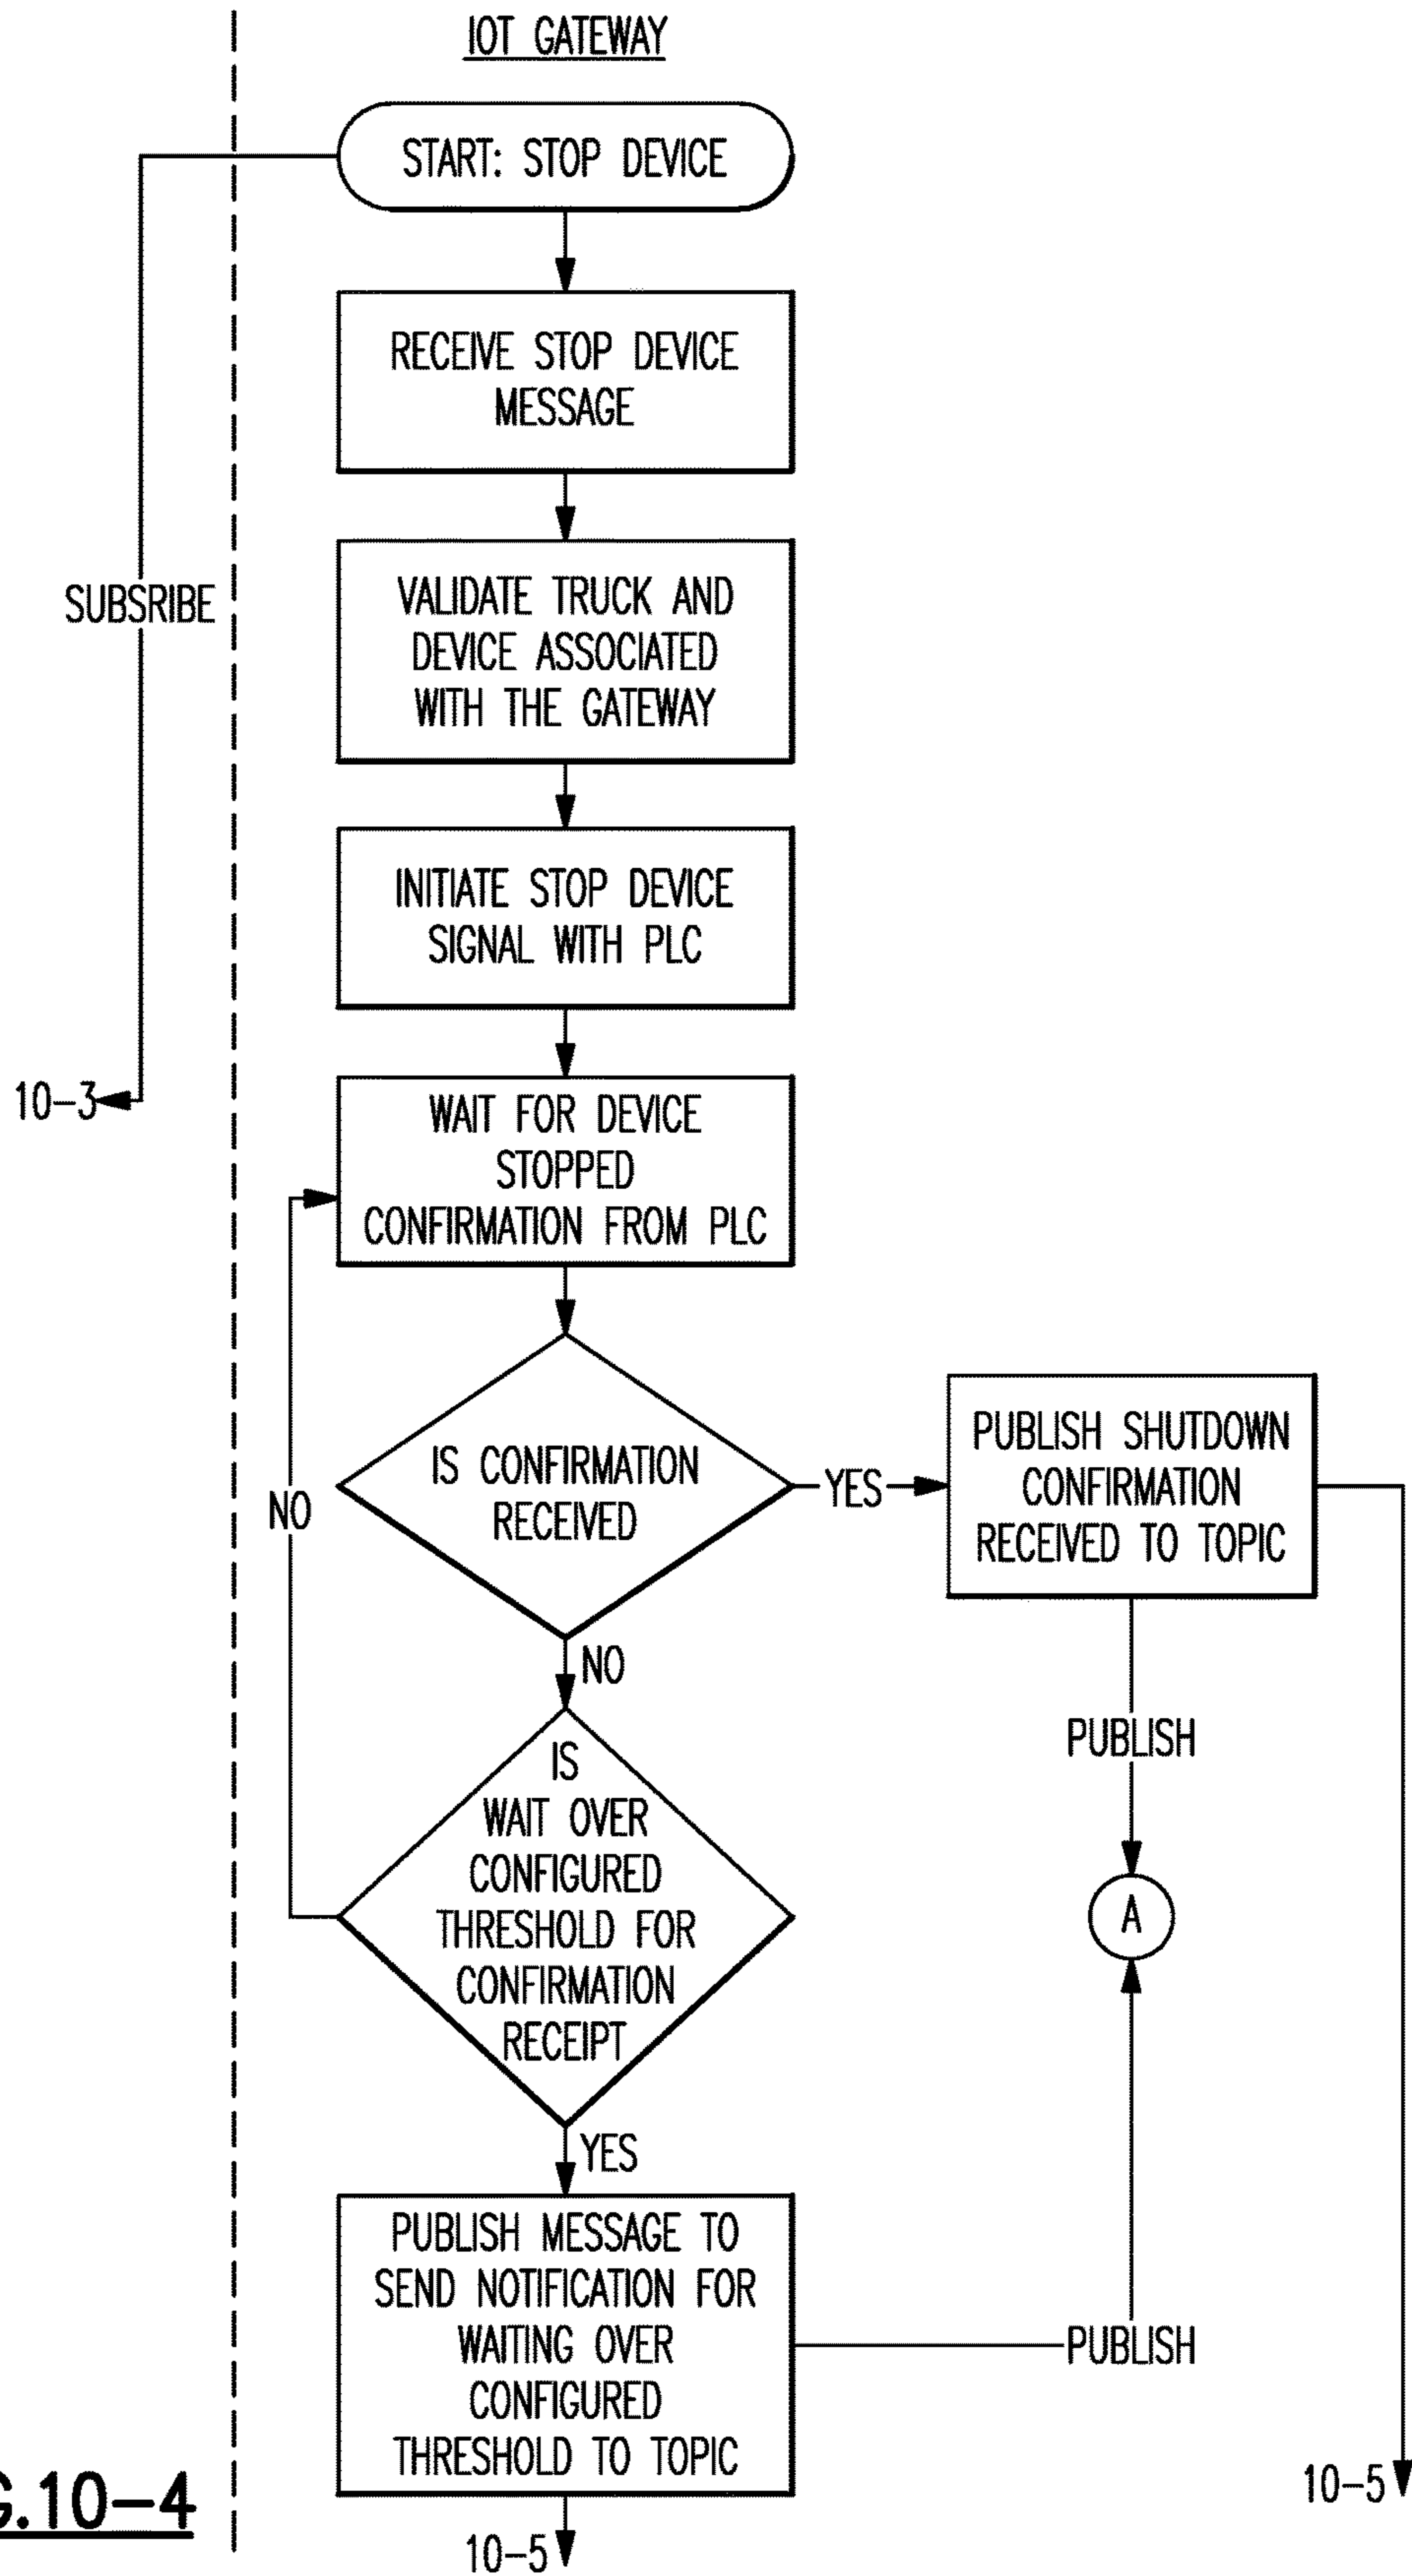 IOT GATEWAY
START: STOP DEVICE
RECEIVE STOP DEVICE
MESSAGE
VALIDATE TRUCK AND
DEVICE ASSOCIATED
WITH THE GATEWAY
SUBSRIBE
INITIATE STOP DEVICE
SIGNAL WITH PLC
10-3
WAIT FOR DEVICE
STOPPED
CONFIRMATION FROM PLC
IS CONFIRMATION
RECEIVED
YES
PUBLISH SHUTDOWN
CONFIRMATION
RECEIVED TO TOPIC
NO
NO
PUBLISH
IS
WAIT OVER
CONFIGURED
THRESHOLD FOR
CONFIRMATION
RECEIPT
A
YES
PUBLISH MESSAGE TO
SEND NOTIFICATION FOR
WAITING OVER
CONFIGURED
THRESHOLD TO TOPIC
PUBLISH
10-5
10-5
G.10-4